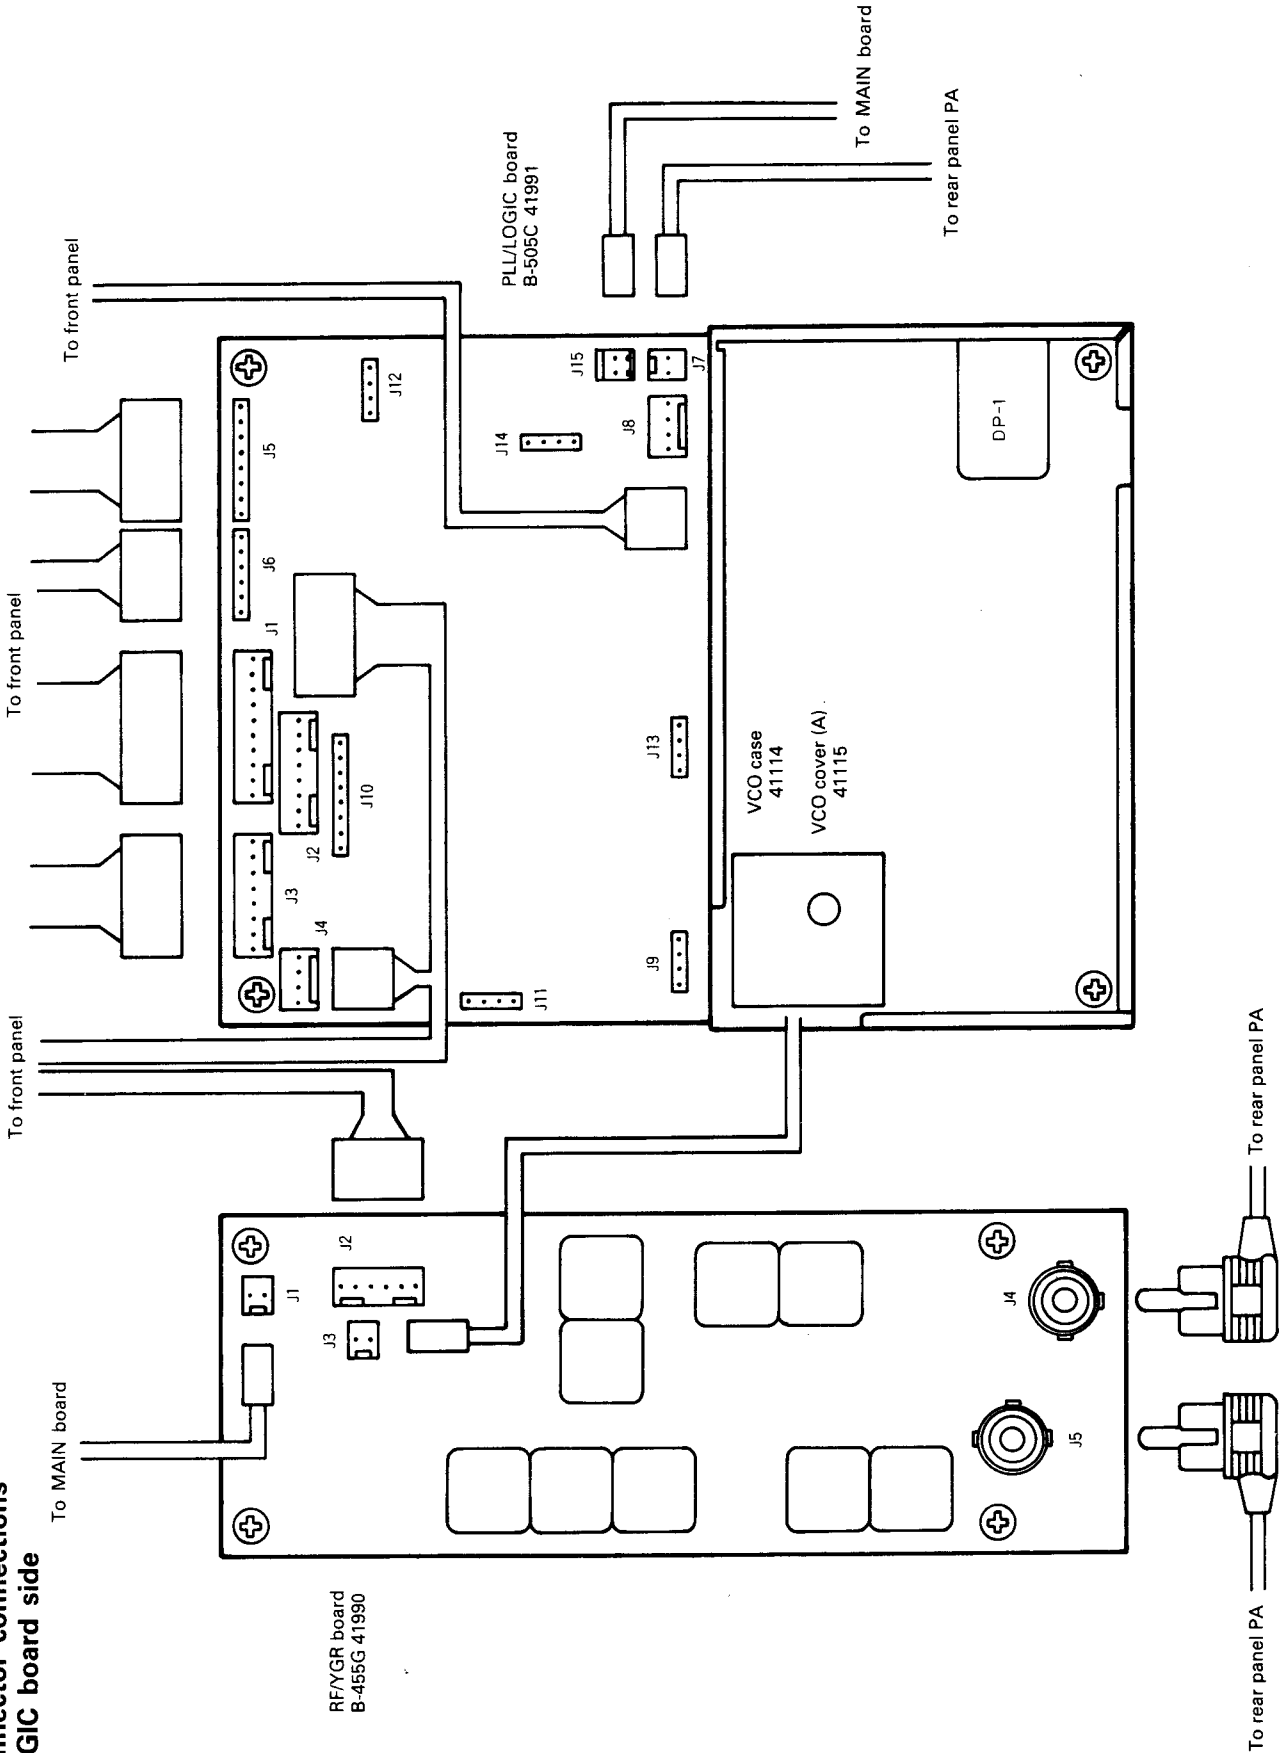 nnector connections
GIC board side
To MAIN board
To front panel
To front panel
To front panel
RF/YGR board
B-455G 41990
J1
J2
J3
J4
J5
To rear panel PA
To rear panel PA
PLL/LOGIC board
B-505C 41991
J3
J4
J2
J1
J6
J5
J10
J12
J11
J9
J13
J14
J8
J15
J7
VCO case
41114
VCO cover (A)
41115
DP-1
To MAIN board
To rear panel PA